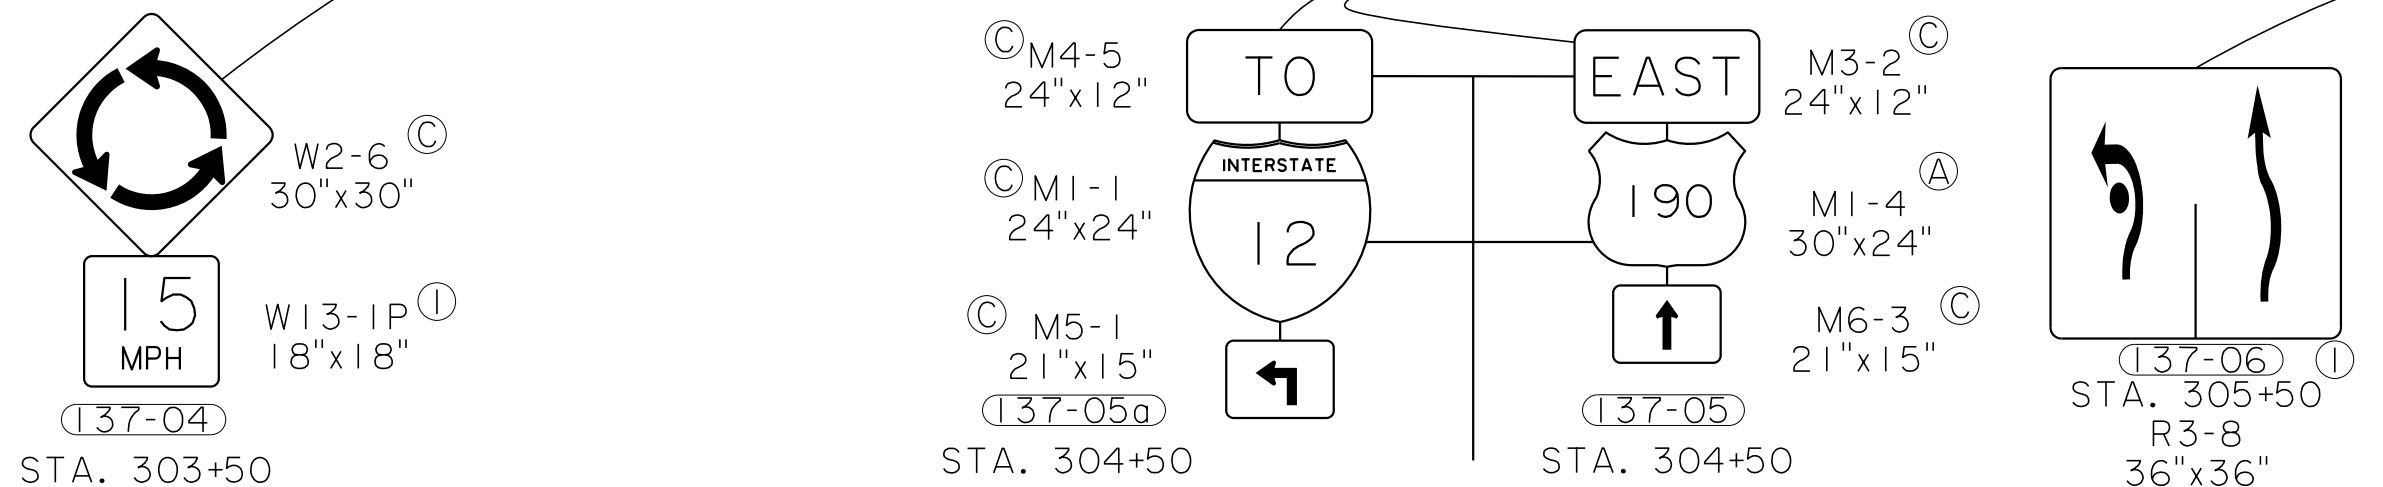 W2-6 Ⓒ
30"x30"
15
MPH
W13-1P Ⓘ
18"x18"
137-04
STA. 303+50
Ⓒ M4-5
24"x12"
TO
Ⓒ M1-1
24"x24"
INTERSTATE
12
Ⓒ M5-1
21"x15"
137-05a
STA. 304+50
EAST
M3-2 Ⓒ
24"x12"
190
M1-4 Ⓐ
30"x24"
M6-3 Ⓒ
21"x15"
137-05
STA. 304+50
137-06 Ⓘ
STA. 305+50
R3-8
36"x36"